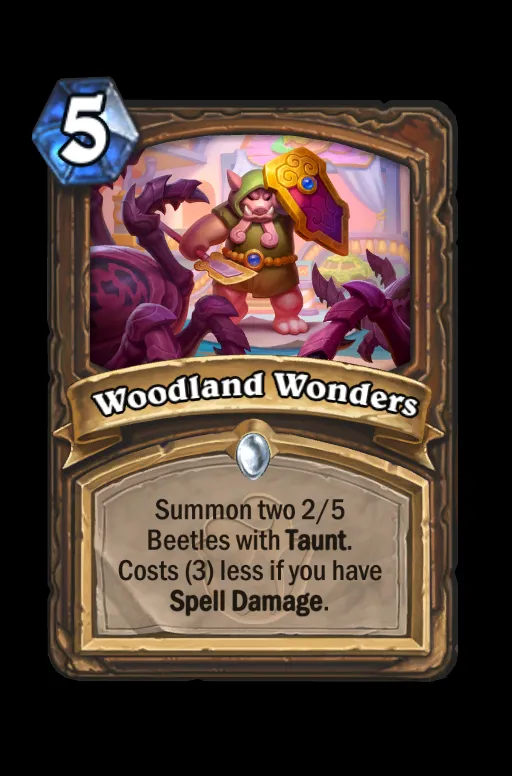 5
Woodland Wonders
Summon two 2/5
Beetles with Taunt.
Costs (3) less if you have
Spell Damage.